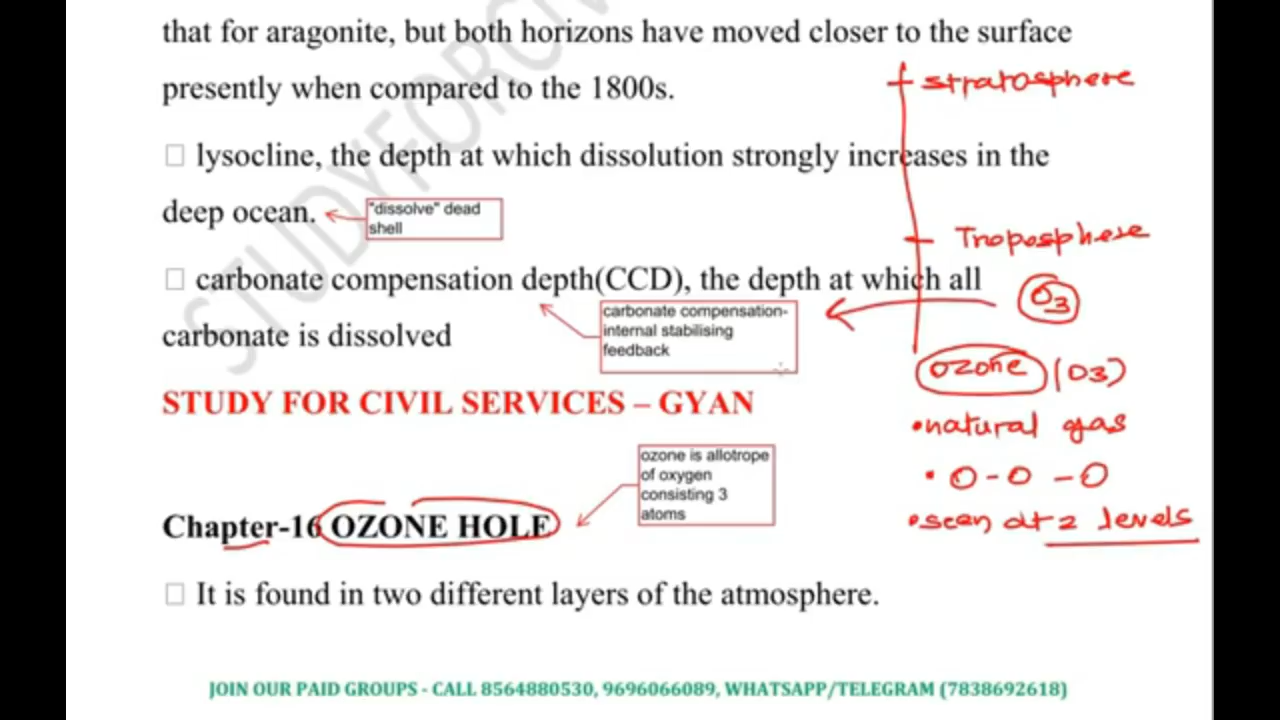 that for aragonite, but both horizons have moved closer to the surface
presently when compared to the 1800s.
stratosphere
lysocline, the depth at which dissolution strongly increases in the
deep ocean.
"dissolve" dead
shell
Troposphere
carbonate compensation depth(CCD), the depth at which all
carbonate is dissolved
carbonate compensation-
internal stabilising
feedback
O3
ozone (O3)
STUDY FOR CIVIL SERVICES – GYAN
• natural gas
• O-O-O
• seen at 2 levels
ozone is allotrope
of oxygen
consisting 3
atoms
Chapter-16 OZONE HOLE
It is found in two different layers of the atmosphere.
JOIN OUR PAID GROUPS - CALL 8564880530, 9696066089, WHATSAPP/TELEGRAM (7838692618)
STUDYFORCIV